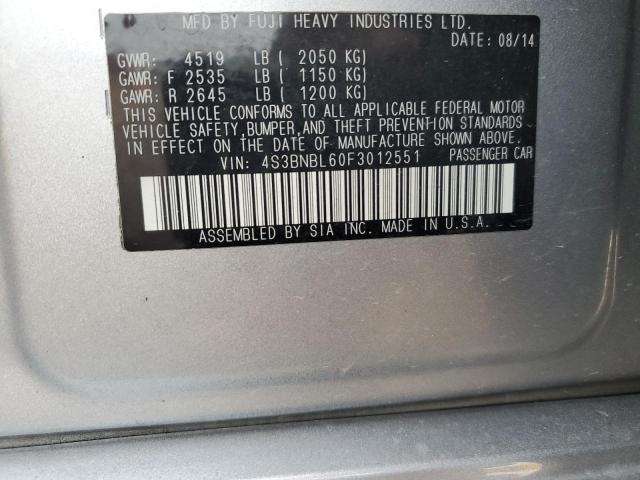 MFD BY FUJI HEAVY INDUSTRIES LTD.
DATE: 08/14
GVWR: 4519 LB ( 2050 KG)
GAWR: F 2535 LB ( 1150 KG)
GAWR: R 2645 LB ( 1200 KG)
THIS VEHICLE CONFORMS TO ALL APPLICABLE FEDERAL MOTOR
VEHICLE SAFETY,BUMPER,AND THEFT PREVENTION STANDARDS
IN EFFECT ON THE DATE OF MANUFACTURE SHOWN ABOVE.
VIN: 4S3BNBL60F3012551 PASSENGER CAR
ASSEMBLED BY SIA INC. MADE IN U.S.A.